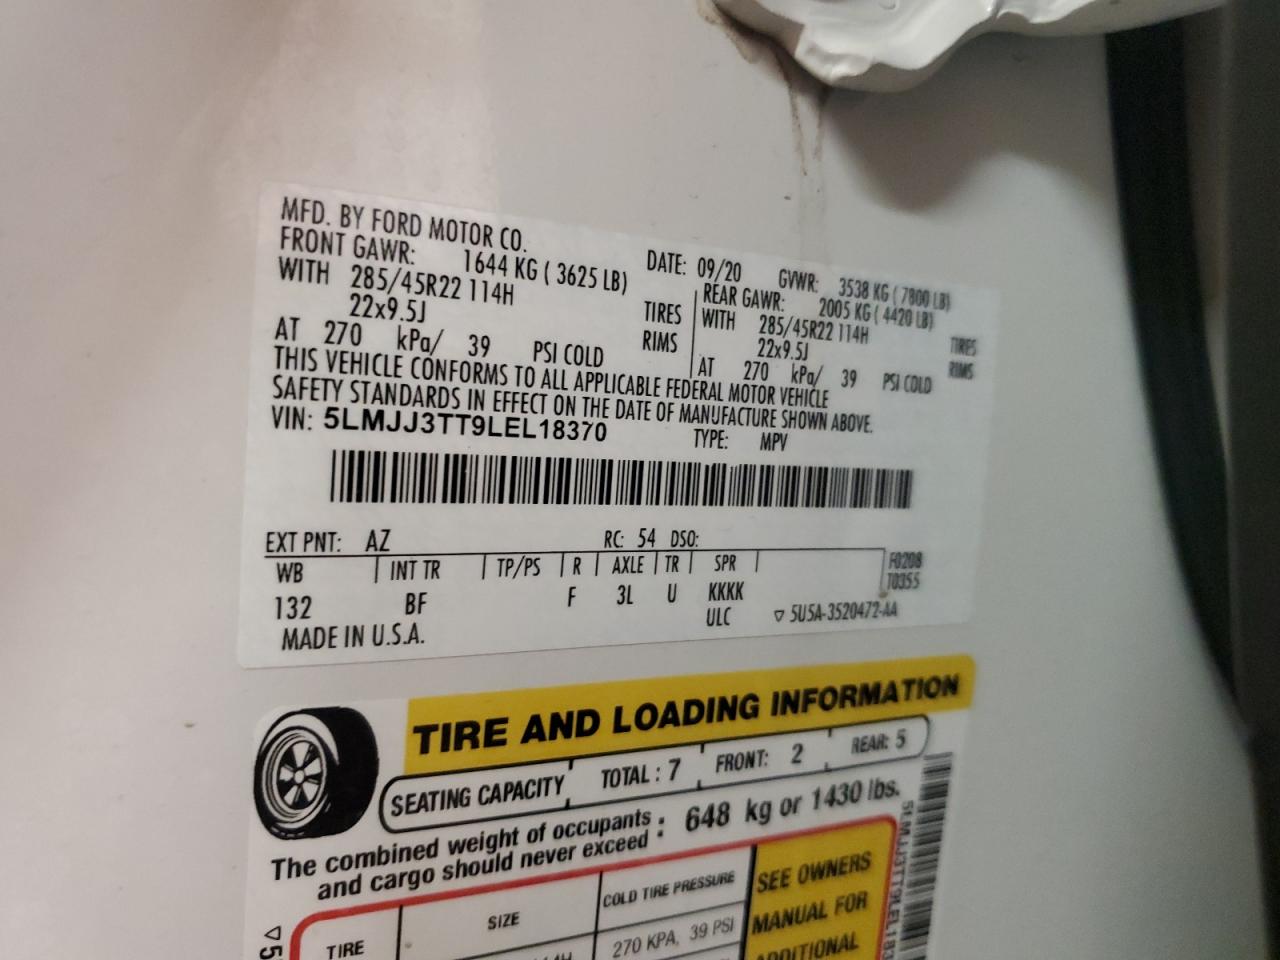 MFD. BY FORD MOTOR CO.
DATE: 09/20 GVWR: 3538 KG ( 7800 LB)
FRONT GAWR: 1644 KG ( 3625 LB)
REAR GAWR: 2005 KG ( 4420 LB)
WITH 285/45R22 114H TIRES
WITH 285/45R22 114H TIRES
22x9.5J RIMS
22x9.5J RIMS
AT 270 kPa/ 39 PSI COLD
AT 270 kPa/ 39 PSI COLD
THIS VEHICLE CONFORMS TO ALL APPLICABLE FEDERAL MOTOR VEHICLE
SAFETY STANDARDS IN EFFECT ON THE DATE OF MANUFACTURE SHOWN ABOVE.
VIN: 5LMJJ3TT9LEL18370 TYPE: MPV
EXT PNT: AZ RC: 54 DSO:
WB INT TR TP/PS R AXLE TR SPR F0208
T0355
132 BF F 3L U KKKK
ULC ▽ 5U5A-3520472-AA
MADE IN U.S.A.
TIRE AND LOADING INFORMATION
SEATING CAPACITY TOTAL : 7 FRONT: 2 REAR: 5
The combined weight of occupants
and cargo should never exceed : 648 kg or 1430 lbs.
TIRE SIZE COLD TIRE PRESSURE
270 KPA, 39 PSI
SEE OWNERS
MANUAL FOR
ADDITIONAL
5LMJJ3TT9LEL183